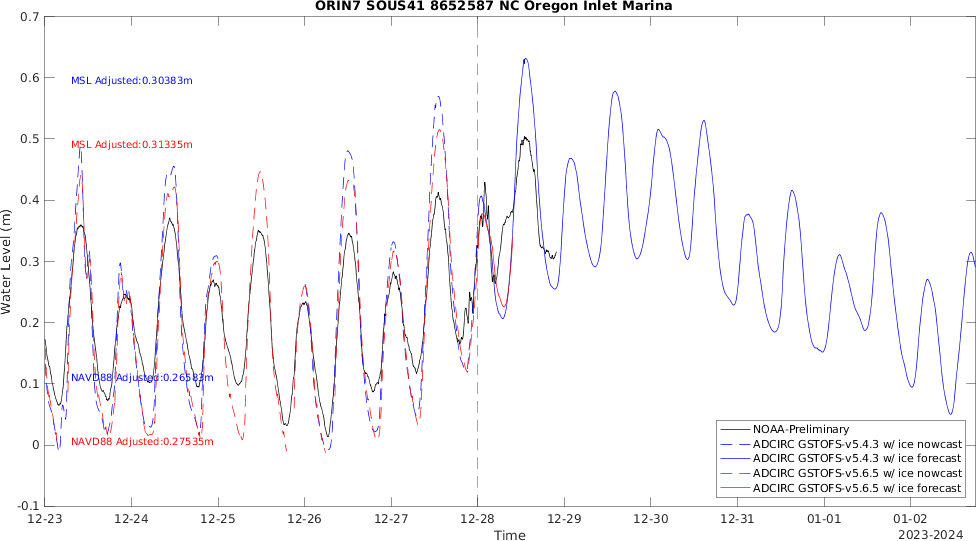 ORIN7 SOUS41 8652587 NC Oregon Inlet Marina
0.7
0.6
0.5
0.4
0.3
0.2
0.1
0
-0.1
Water Level (m)
MSL Adjusted:0.30383m
MSL Adjusted:0.31335m
NAVD88 Adjusted:0.26583m
NAVD88 Adjusted:0.27535m
NOAA-Preliminary
ADCIRC GSTOFS-v5.4.3 w/ ice nowcast
ADCIRC GSTOFS-v5.4.3 w/ ice forecast
ADCIRC GSTOFS-v5.6.5 w/ ice nowcast
ADCIRC GSTOFS-v5.6.5 w/ ice forecast
12-23 12-24 12-25 12-26 12-27 12-28 12-29 12-30 12-31 01-01 01-02
Time
2023-2024